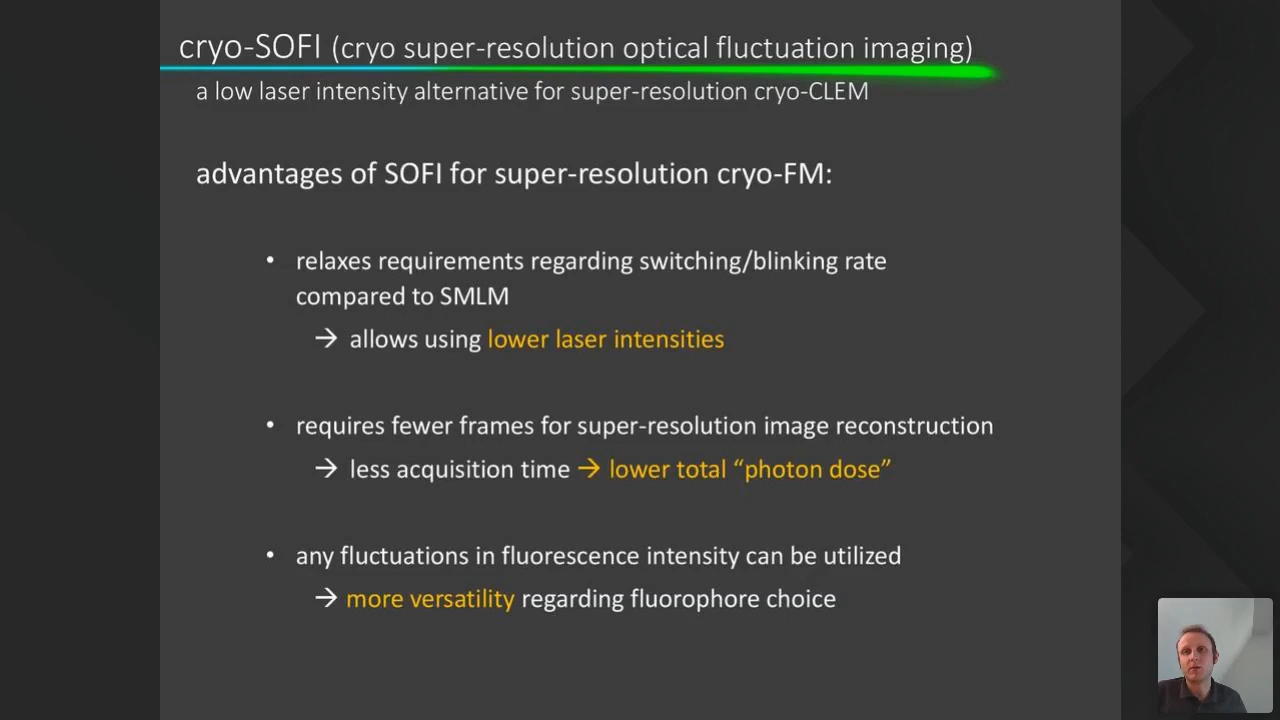 cryo-SOFI (cryo super-resolution optical fluctuation imaging)
a low laser intensity alternative for super-resolution cryo-CLEM
advantages of SOFI for super-resolution cryo-FM:
• relaxes requirements regarding switching/blinking rate
compared to SMLM
→ allows using lower laser intensities
• requires fewer frames for super-resolution image reconstruction
→ less acquisition time → lower total “photon dose”
• any fluctuations in fluorescence intensity can be utilized
→ more versatility regarding fluorophore choice